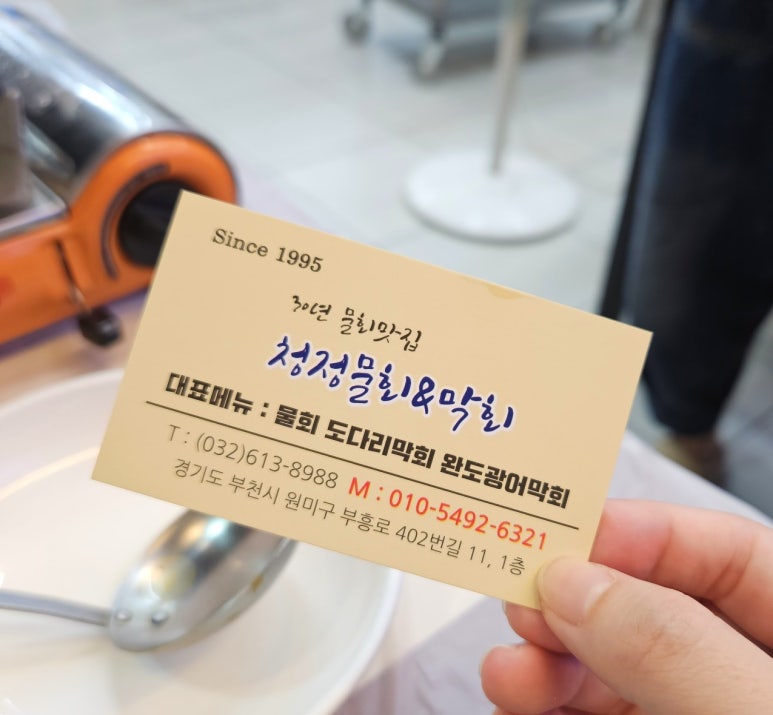 Since 1995
30년 물회맛집
청정물회&막회
대표메뉴 : 물회 도다리막회 완도광어막회
T : (032)613-8988 M : 010-5492-6321
경기도 부천시 원미구 부흥로 402번길 11, 1층